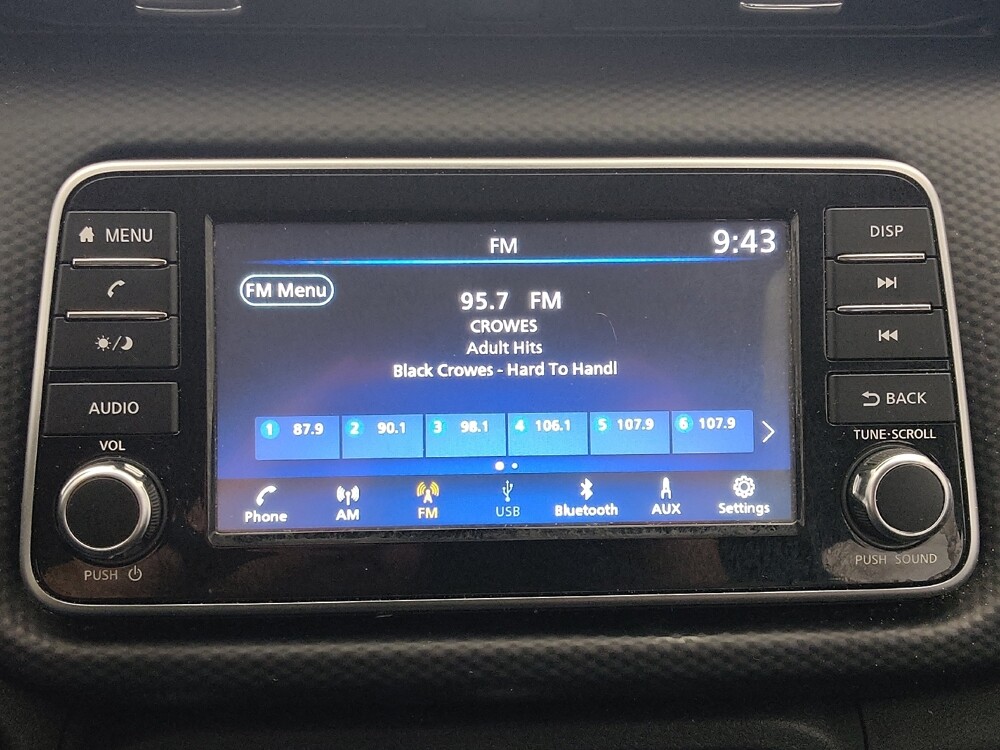 MENU
AUDIO
VOL
PUSH
FM
9:43
FM Menu
95.7 FM
CROWES
Adult Hits
Black Crowes - Hard To Handl
1 87.9
2 90.1
3 98.1
4 106.1
5 107.9
6 107.9
Phone
AM
FM
USB
Bluetooth
AUX
Settings
DISP
BACK
TUNE·SCROLL
PUSH SOUND